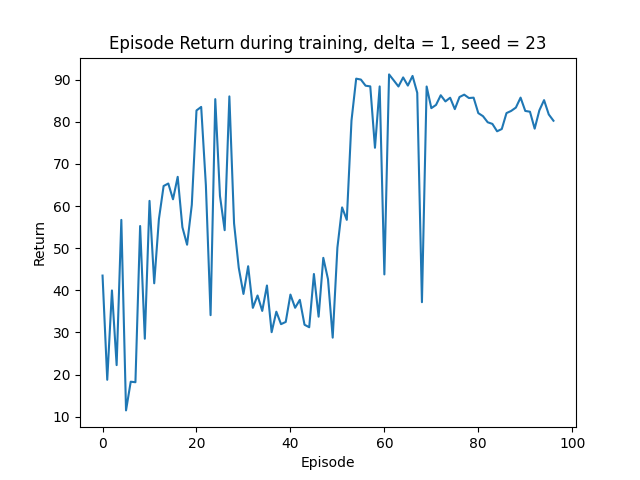 Episode Return during training, delta = 1, seed = 23
90
80
70
60
50
40
30
20
10
Return
0 20 40 60 80 100
Episode